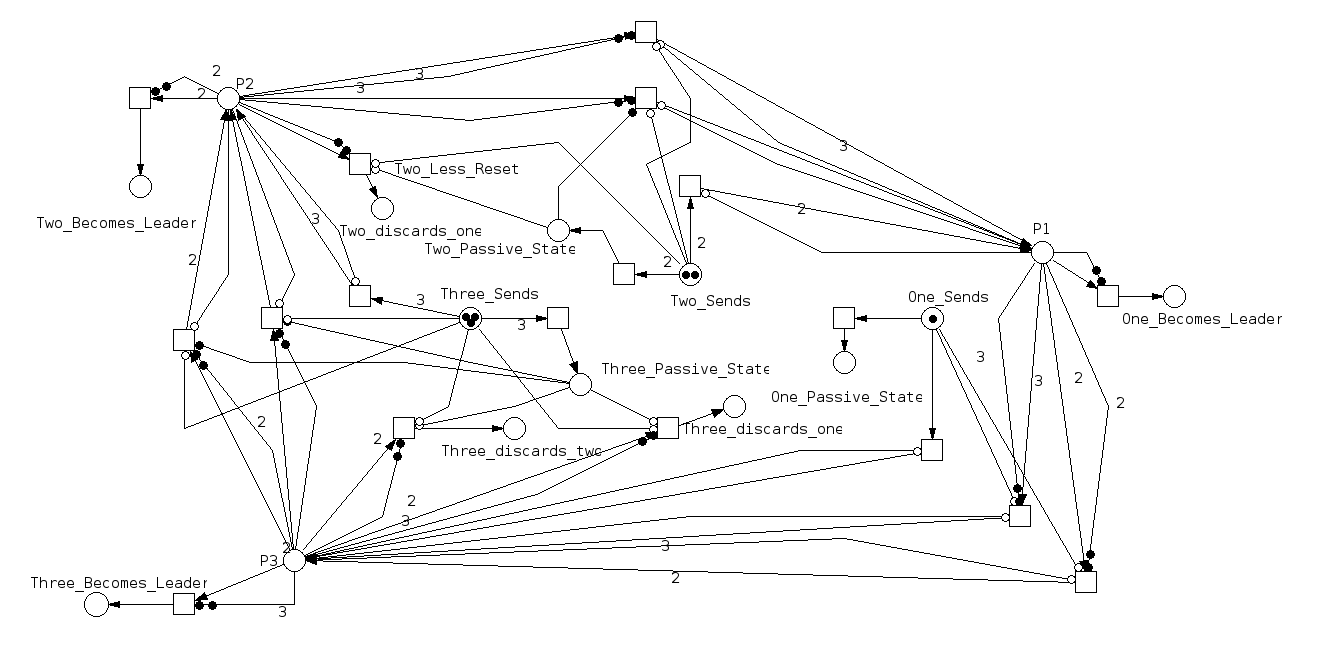 2
3
P2
3
2
3
Two_Less_Reset
2
Two_Becomes_Leader
3
Two_discards_one
P1
Two_Passive_State
2
2
2
Three_Sends
3
Two_Sends
One_Sends
3
One_Becomes_Leader
3
Three_Passive_State
3
2
One_Passive_State
2
2
Three_discards_one
2
Three_discards_two
2
3
2
3
P3
2
Three_Becomes_Leader
3